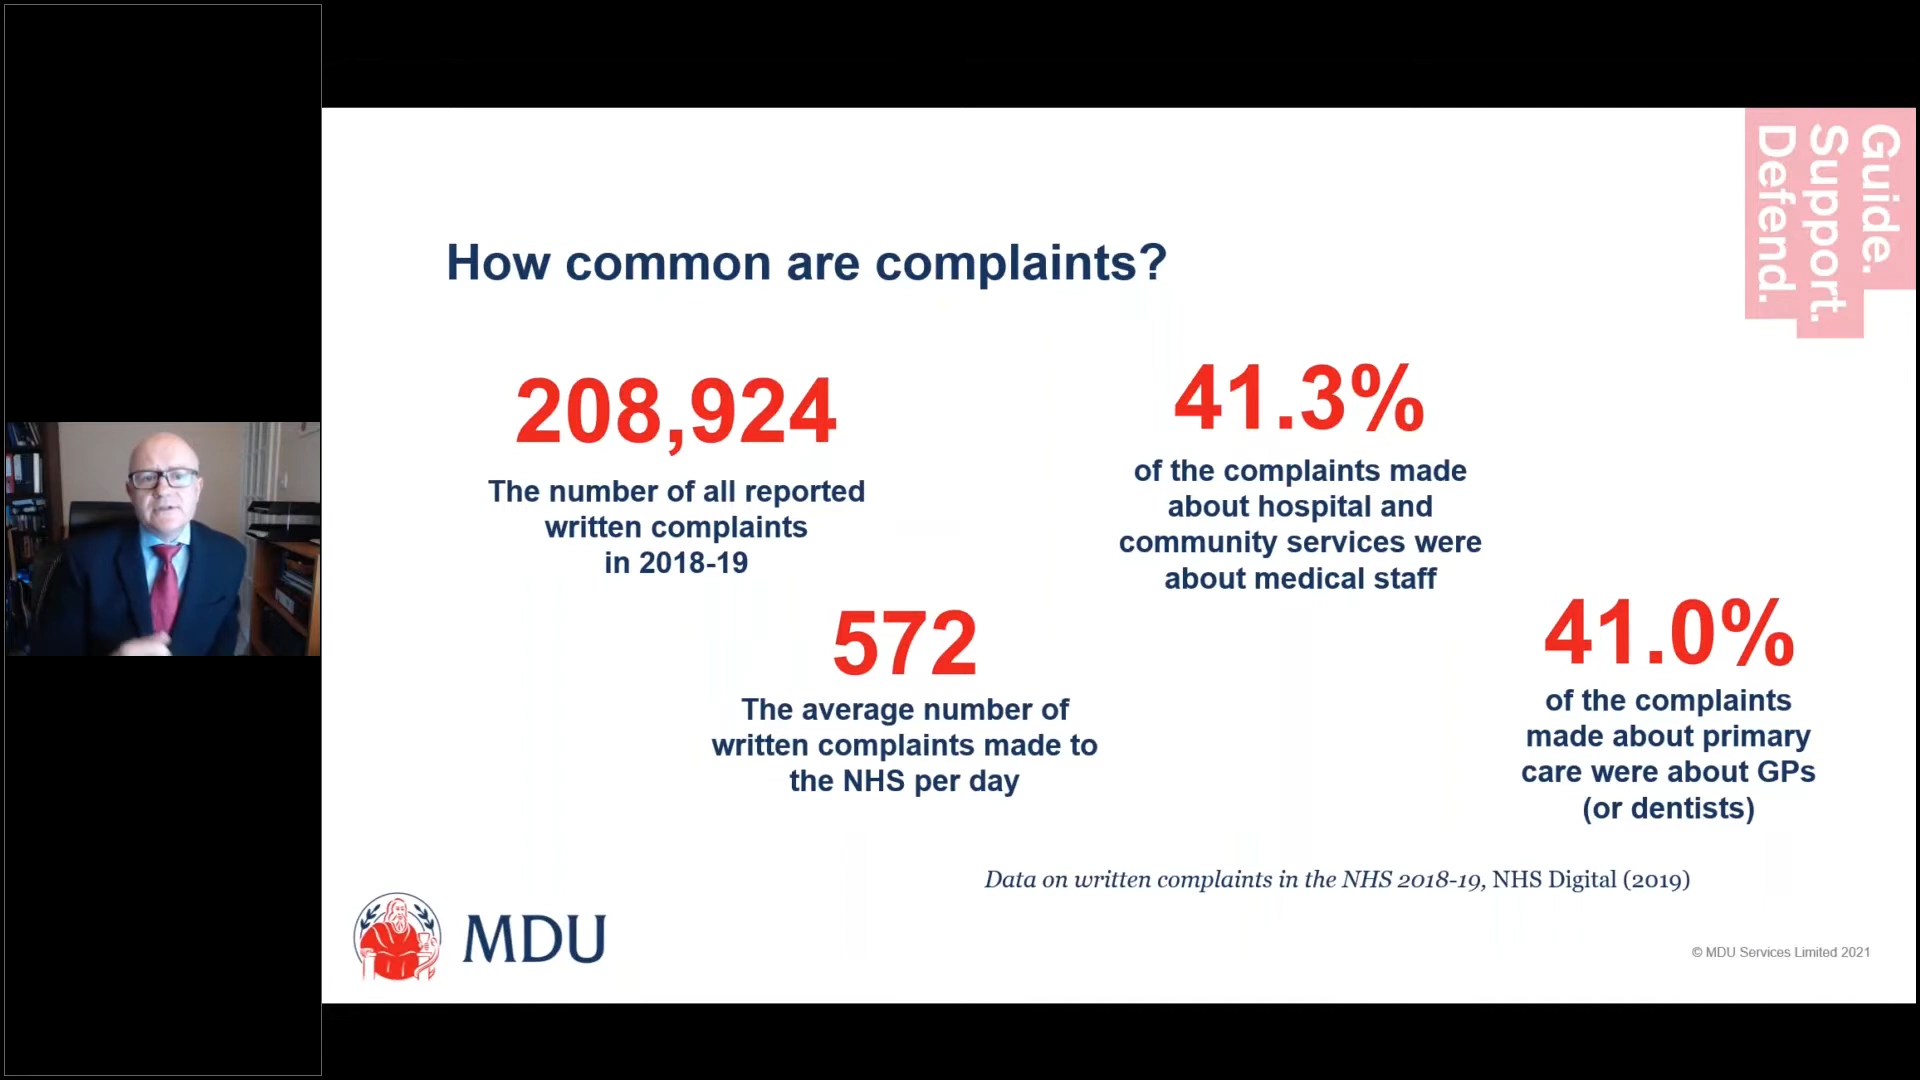 Guide.
Support.
Defend.
How common are complaints?
208,924
The number of all reported
written complaints
in 2018-19
41.3%
of the complaints made
about hospital and
community services were
about medical staff
572
The average number of
written complaints made to
the NHS per day
41.0%
of the complaints
made about primary
care were about GPs
(or dentists)
Data on written complaints in the NHS 2018-19, NHS Digital (2019)
MDU
© MDU Services Limited 2021